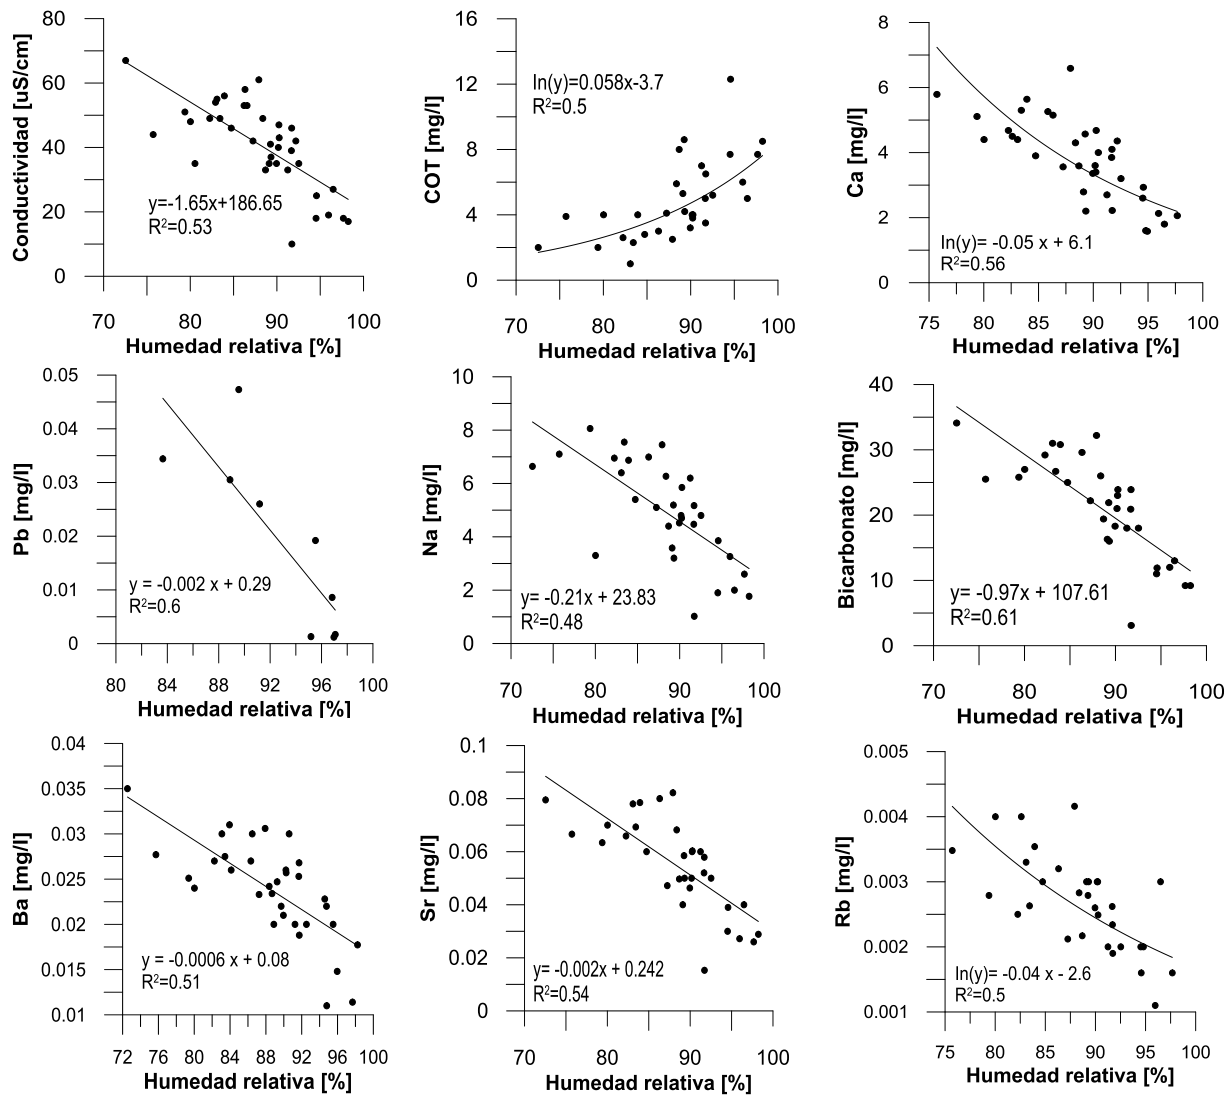 80
60
40
20
0
Conductividad [uS/cm]
y=-1.65x+186.65
R²=0.53
70 80 90 100
Humedad relativa [%]
16
12
8
4
0
COT [mg/l]
ln(y)=0.058x-3.7
R²=0.5
70 80 90 100
Humedad relativa [%]
8
6
4
2
0
Ca [mg/l]
ln(y)= -0.05 x + 6.1
R²=0.56
75 80 85 90 95 100
Humedad relativa [%]
0.05
0.04
0.03
0.02
0.01
0
Pb [mg/l]
y = -0.002 x + 0.29
R²=0.6
80 84 88 92 96 100
Humedad relativa [%]
10
8
6
4
2
0
Na [mg/l]
y= -0.21x + 23.83
R²=0.48
70 80 90 100
Humedad relativa [%]
40
30
20
10
0
Bicarbonato [mg/l]
y= -0.97x + 107.61
R²=0.61
70 80 90 100
Humedad relativa [%]
0.04
0.035
0.03
0.025
0.02
0.015
0.01
Ba [mg/l]
y = -0.0006 x + 0.08
R²=0.51
72 76 80 84 88 92 96 100
Humedad relativa [%]
0.1
0.08
0.06
0.04
0.02
0
Sr [mg/l]
y= -0.002x + 0.242
R²=0.54
70 80 90 100
Humedad relativa [%]
0.005
0.004
0.003
0.002
0.001
Rb [mg/l]
ln(y)= -0.04 x - 2.6
R²=0.5
75 80 85 90 95 100
Humedad relativa [%]